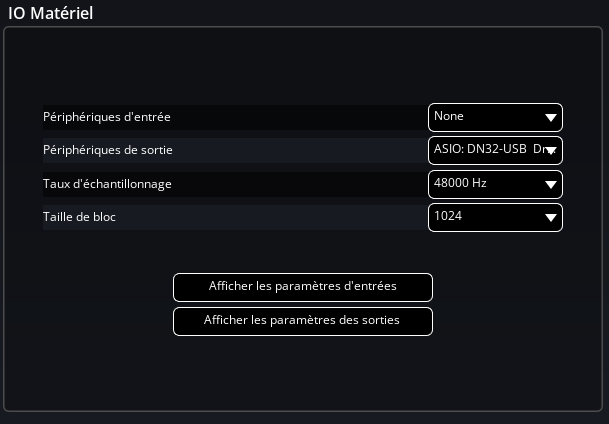 IO Matériel
Périphériques d'entrée None
Périphériques de sortie ASIO: DN32-USB
Taux d'échantillonnage 48000 Hz
Taille de bloc 1024
Afficher les paramètres d'entrées
Afficher les paramètres des sorties